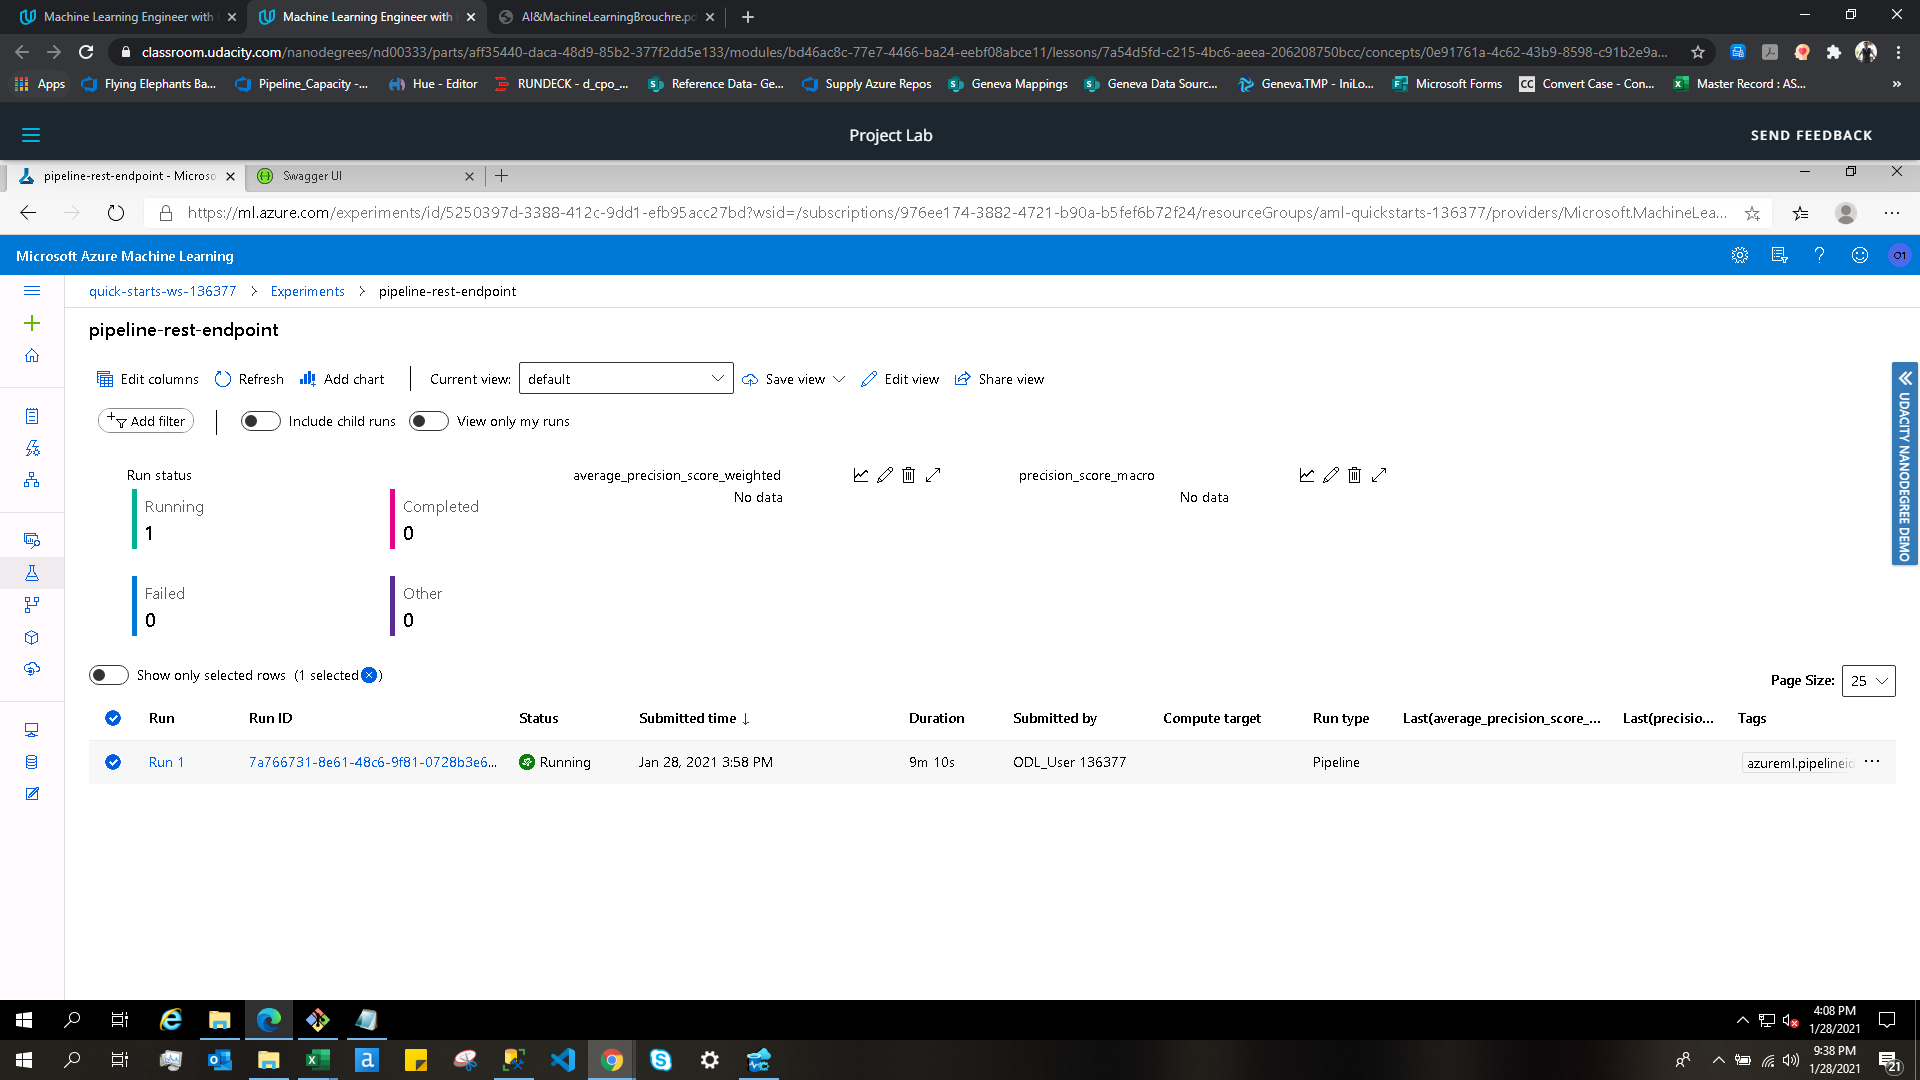 Machine Learning Engineer with
Machine Learning Engineer with
AI&MachineLearningBrouchre.pd
classroom.udacity.com/nanodegrees/nd00333/parts/aff35440-daca-48d9-85b2-377f2dd5e133/modules/bd46ac8c-77e7-4466-ba24-eebf08abce11/lessons/7a54d5fd-c215-4bc6-aeea-206208750bcc/concepts/0e91761a-4c62-43b9-8598-c91b2e9a...
Apps
Flying Elephants Ba...
Pipeline_Capacity -...
Hue - Editor
RUNDECK - d_cpo_...
Reference Data- Ge...
Supply Azure Repos
Geneva Mappings
Geneva Data Sourc...
Geneva.TMP - IniLo...
Microsoft Forms
CC Convert Case - Con...
Master Record : AS...
Project Lab
SEND FEEDBACK
pipeline-rest-endpoint - Microso
Swagger UI
https://ml.azure.com/experiments/id/5250397d-3388-412c-9dd1-efb95acc27bd?wsid=/subscriptions/976ee174-3882-4721-b90a-b5fef6b72f24/resourceGroups/aml-quickstarts-136377/providers/Microsoft.MachineLea...
Microsoft Azure Machine Learning
O1
quick-starts-ws-136377 > Experiments > pipeline-rest-endpoint
pipeline-rest-endpoint
Edit columns
Refresh
Add chart
Current view:
default
Save view
Edit view
Share view
Add filter
Include child runs
View only my runs
UDACITY NANODEGREE DEMO
Run status
Running
1
Completed
0
Failed
0
Other
0
average_precision_score_weighted
No data
precision_score_macro
No data
Show only selected rows (1 selected )
Page Size: 25
Run Run ID Status Submitted time ↓ Duration Submitted by Compute target Run type Last(average_precision_score_... Last(precisio... Tags
Run 1 7a766731-8e61-48c6-9f81-0728b3e6... Running Jan 28, 2021 3:58 PM 9m 10s ODL_User 136377 Pipeline azureml.pipelineid ...
4:08 PM
1/28/2021
9:38 PM
1/28/2021
21